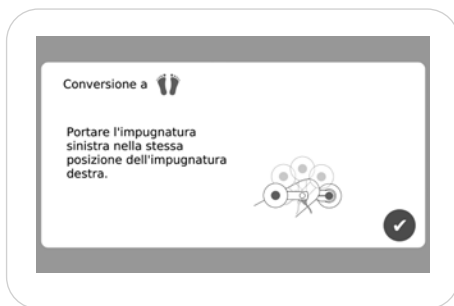 Conversione a
Portare l'impugnatura
sinistra nella stessa
posizione dell'impugnatura
destra.